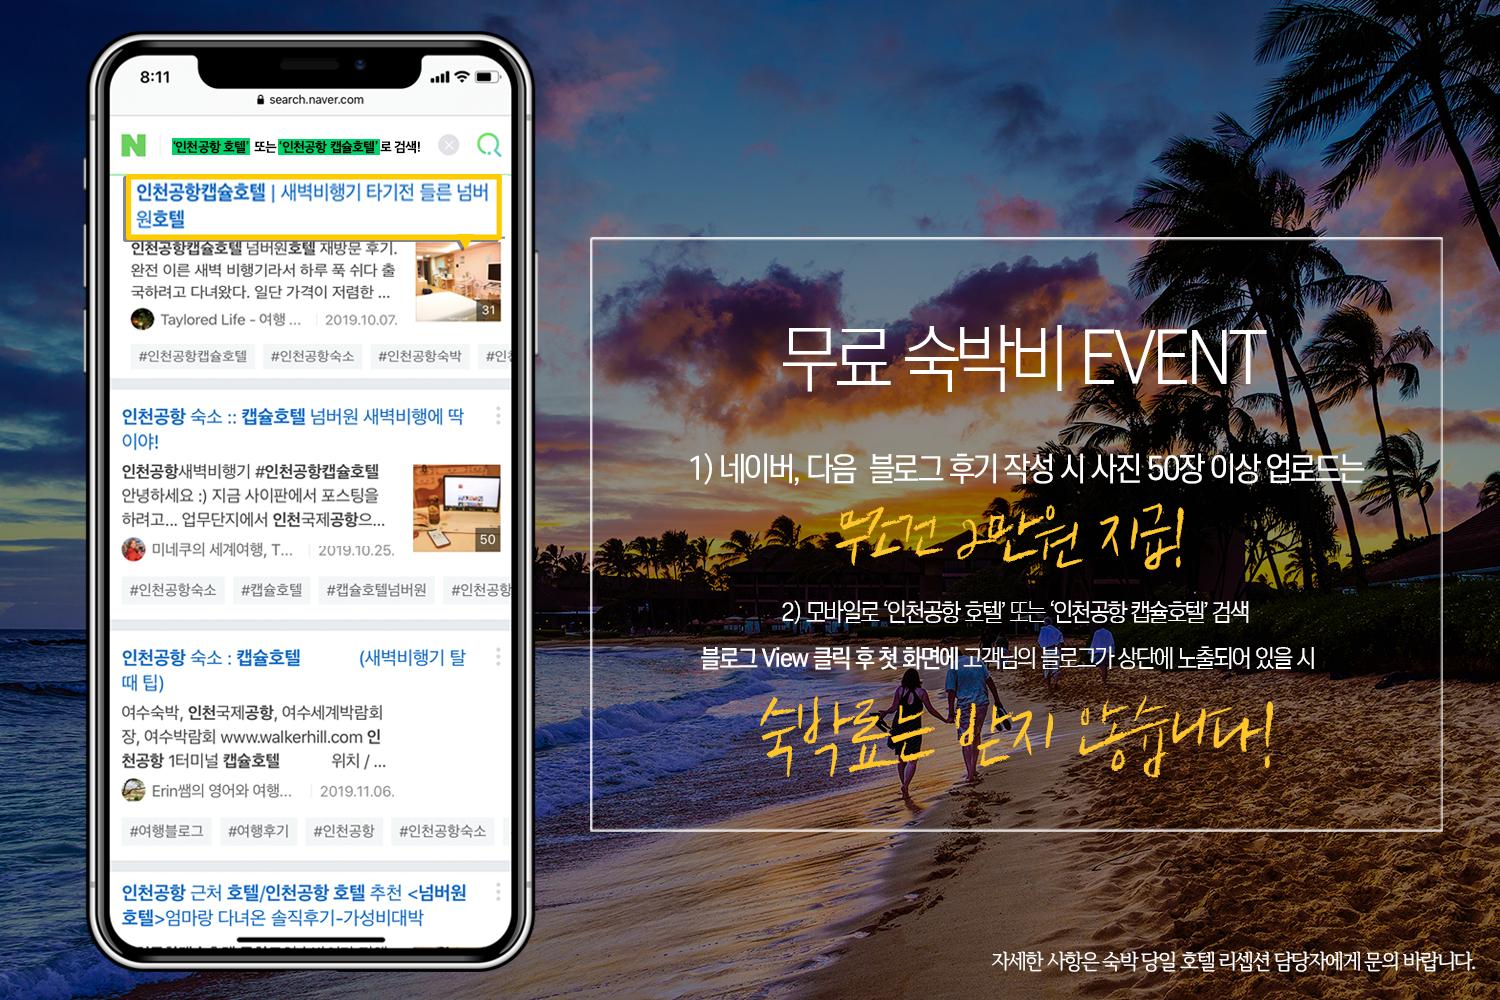 8:11
search.naver.com
N '인천공항 호텔' 또는 '인천공항 캡슐호텔'로 검색!
인천공항캡슐호텔 | 새벽비행기 타기전 들른 넘버
원호텔
인천공항캡슐호텔 넘버원호텔 재방문 후기.
완전 이른 새벽 비행기라서 하루 푹 쉬다 출
국하려고 다녀왔다. 일단 가격이 저렴한 ...
31
Taylored Life - 여행 ... 2019.10.07.
#인천공항캡슐호텔 #인천공항숙소 #인천공항숙박
인천공항 숙소 :: 캡슐호텔 넘버원 새벽비행에 딱
이야!
인천공항새벽비행기 #인천공항캡슐호텔
안녕하세요 :) 지금 사이판에서 포스팅을
하려고... 업무단지에서 인천국제공항으...
50
미네쿠의 세계여행, T... 2019.10.25.
#인천공항숙소 #캡슐호텔 #캡슐호텔넘버원 #인천공항
인천공항 숙소 : 캡슐호텔 (새벽비행기 탈
때 팁)
여수숙박, 인천국제공항, 여수세계박람회
장, 여수박람회 www.walkerhill.com 인
천공항 1터미널 캡슐호텔 위치 / ...
Erin쌤의 영어와 여행... 2019.11.06.
#여행블로그 #여행후기 #인천공항 #인천공항숙소
인천공항 근처 호텔/인천공항 호텔 추천 <넘버원
호텔>엄마랑 다녀온 솔직후기-가성비대박
무료 숙박비 EVENT
1) 네이버, 다음 블로그 후기 작성 시 사진 50장 이상 업로드는
무조건 2만원 지급!
2) 모바일로 '인천공항 호텔' 또는 '인천공항 캡슐호텔' 검색
블로그 View 클릭 후 첫 화면에 고객님의 블로그가 상단에 노출되어 있을 시
숙박료는 받지 않습니다!
자세한 사항은 숙박 당일 호텔 리셉션 담당자에게 문의 바랍니다.